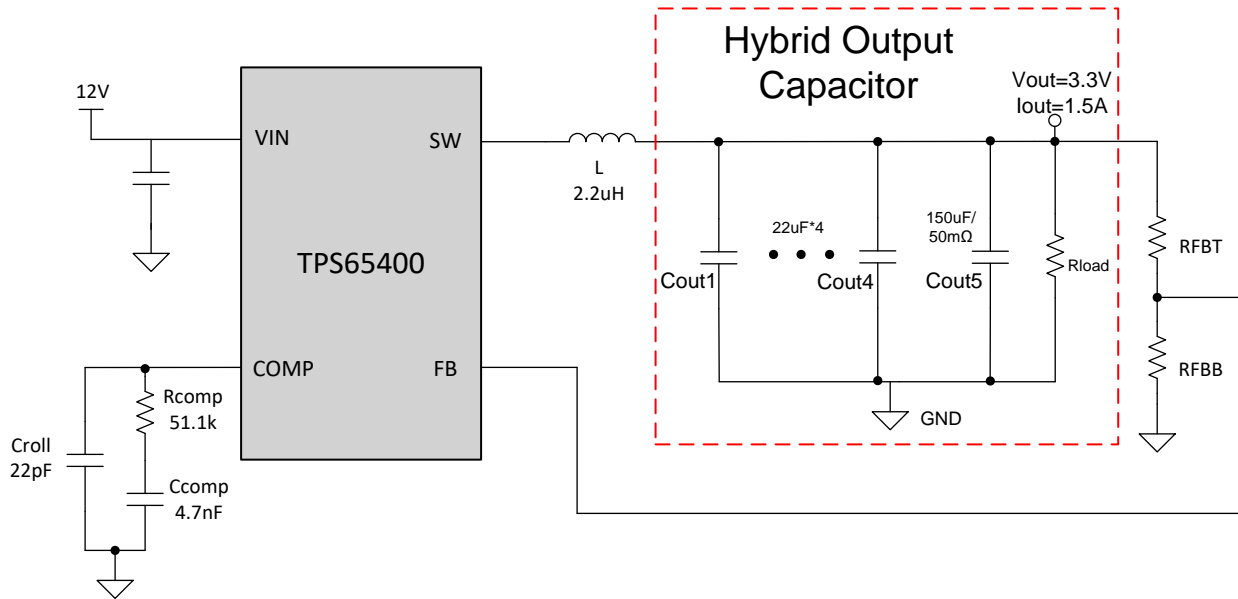 Hybrid Output
Capacitor
Vout=3.3V
Iout=1.5A
12V
VIN
SW
L
2.2uH
TPS65400
22uF*4
150uF/
50mΩ
Cout1
Cout4
Cout5
Rload
RFBT
RFBB
GND
COMP
FB
Rcomp
51.1k
Croll
22pF
Ccomp
4.7nF